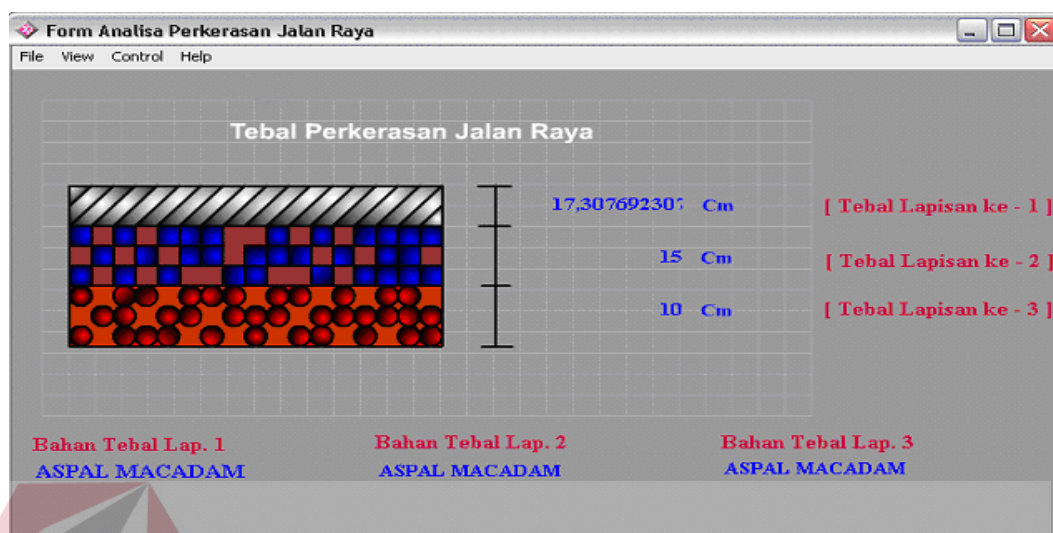 Form Analisa Perkerasan Jalan Raya
File View Control Help
Tebal Perkerasan Jalan Raya
17,307692307 Cm [ Tebal Lapisan ke - 1 ]
15 Cm [ Tebal Lapisan ke - 2 ]
10 Cm [ Tebal Lapisan ke - 3 ]
Bahan Tebal Lap. 1 Bahan Tebal Lap. 2 Bahan Tebal Lap. 3
ASPAL MACADAM ASPAL MACADAM ASPAL MACADAM